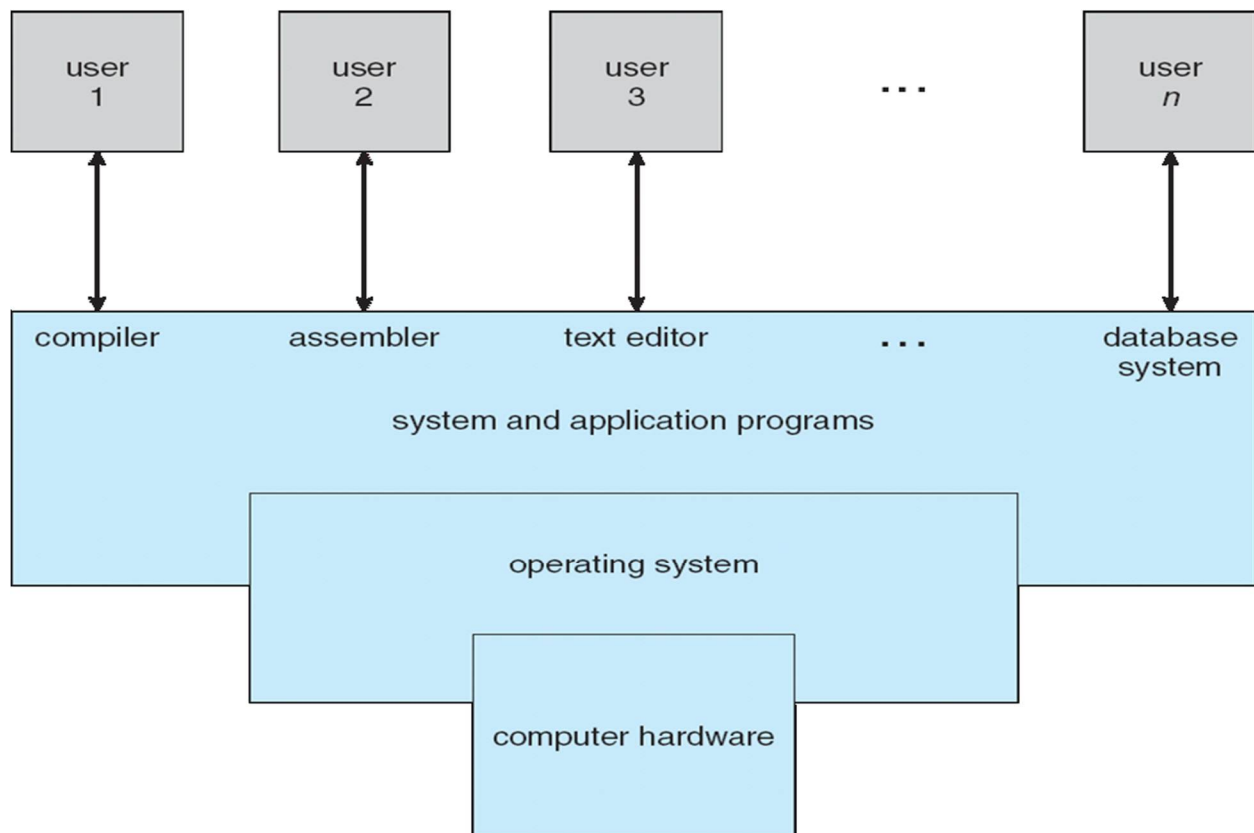 user
1
user
2
user
3
...
user
n
compiler
assembler
text editor
...
database
system
system and application programs
operating system
computer hardware